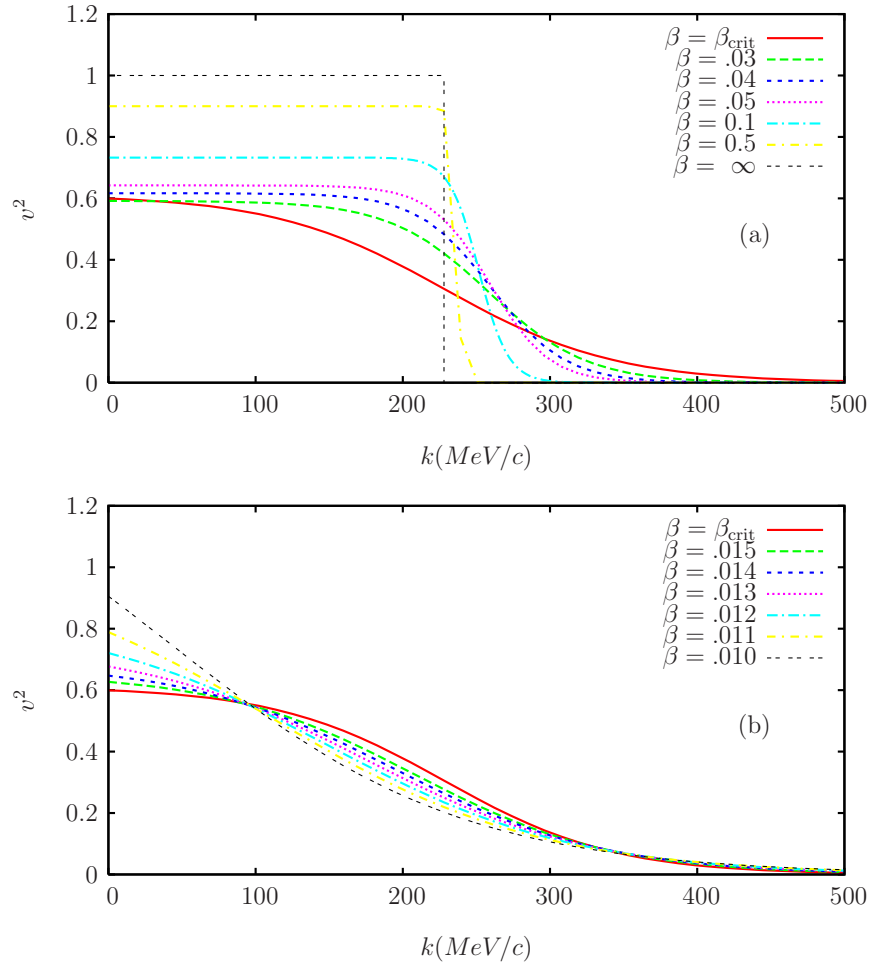 1.2
1
0.8
0.6
0.4
0.2
0
v²
β = β_crit
β = .03
β = .04
β = .05
β = 0.1
β = 0.5
β = ∞
(a)
0 100 200 300 400 500
k(MeV/c)
1.2
1
0.8
0.6
0.4
0.2
0
v²
β = β_crit
β = .015
β = .014
β = .013
β = .012
β = .011
β = .010
(b)
0 100 200 300 400 500
k(MeV/c)